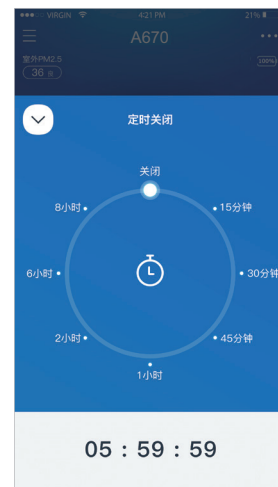 VIRGIN 4:21 PM 21%
A670
室外PM2.5
36 良
100%
定时关闭
关闭
8小时 15分钟
6小时 30分钟
2小时 45分钟
1小时
05 : 59 : 59